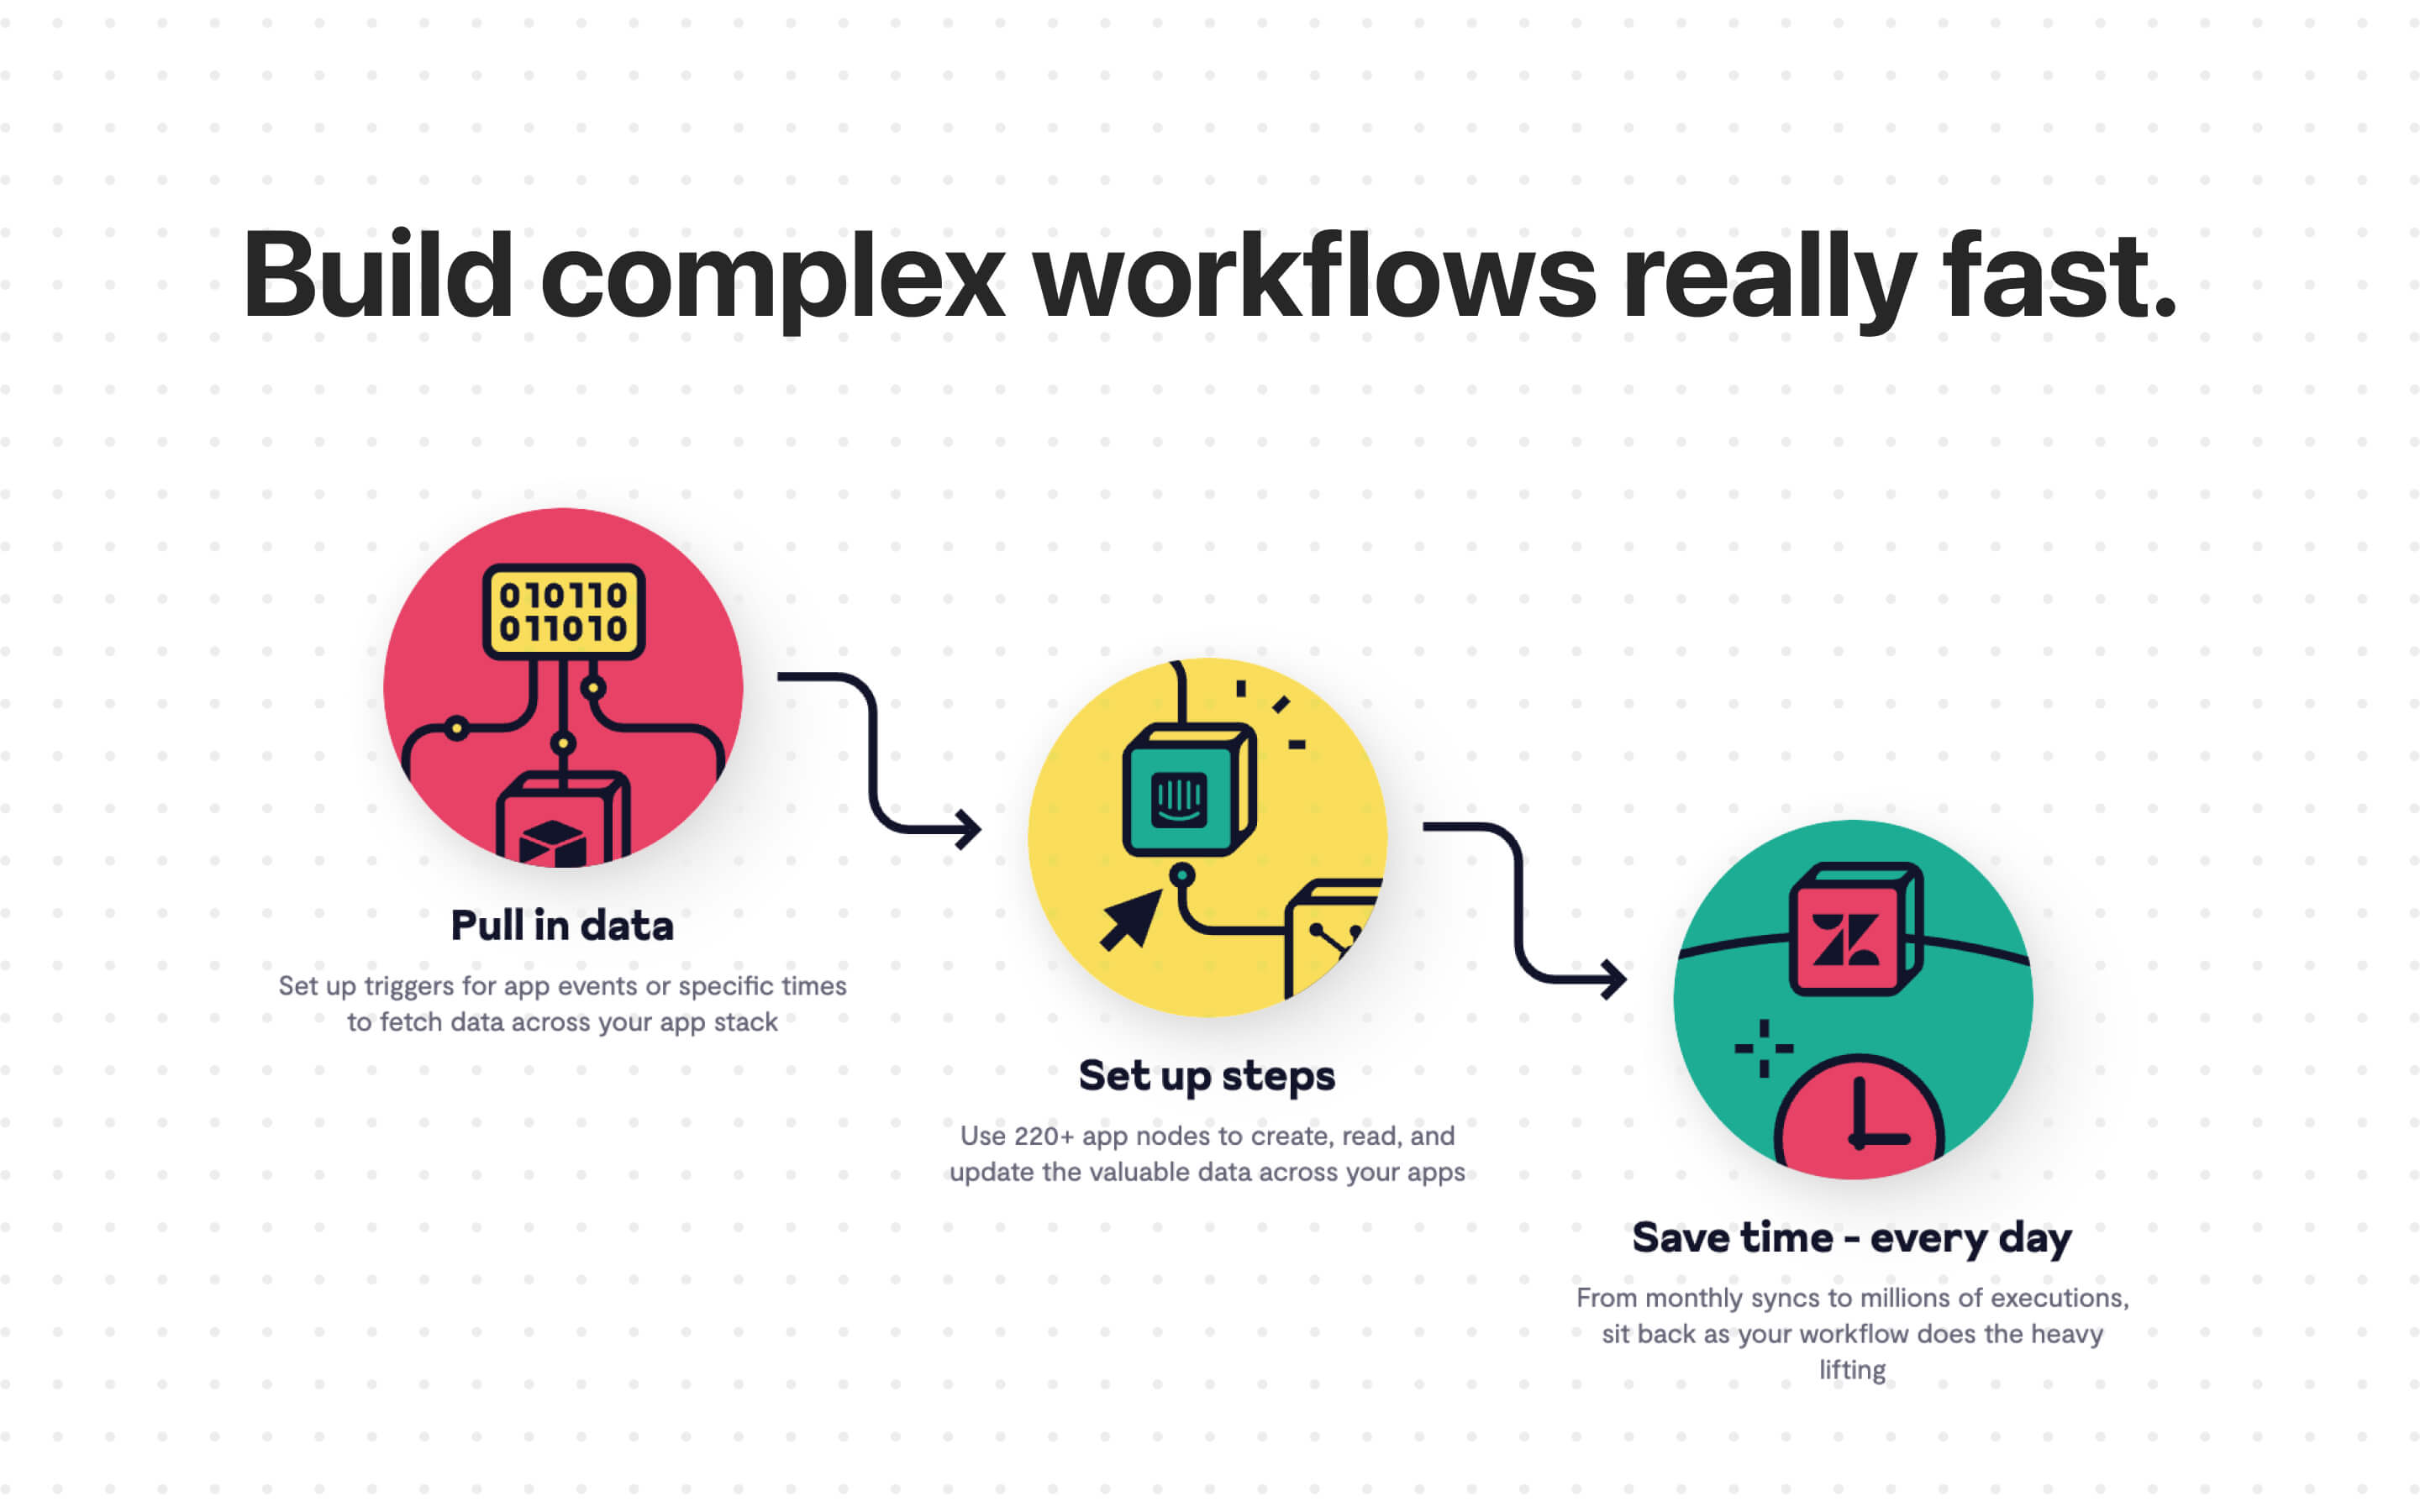 Build complex workflows really fast.
010110
011010
Pull in data
Set up triggers for app events or specific times
to fetch data across your app stack
Set up steps
Use 220+ app nodes to create, read, and
update the valuable data across your apps
Save time - every day
From monthly syncs to millions of executions,
sit back as your workflow does the heavy
lifting